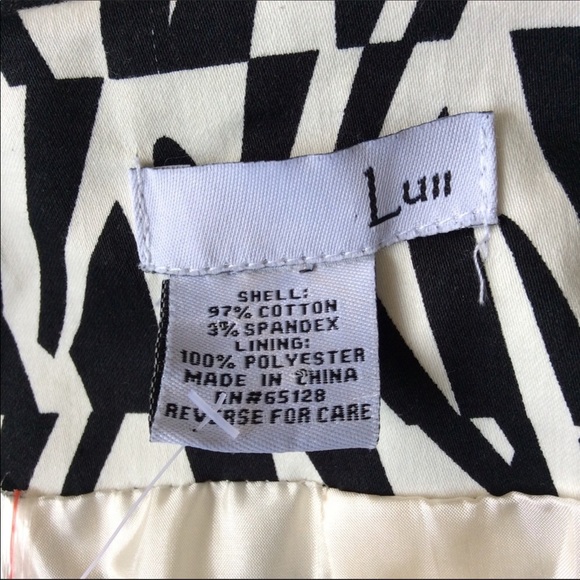 Luii
SHELL:
97% COTTON
3% SPANDEX
LINING:
100% POLYESTER
MADE IN CHINA
RN#65128
REVERSE FOR CARE